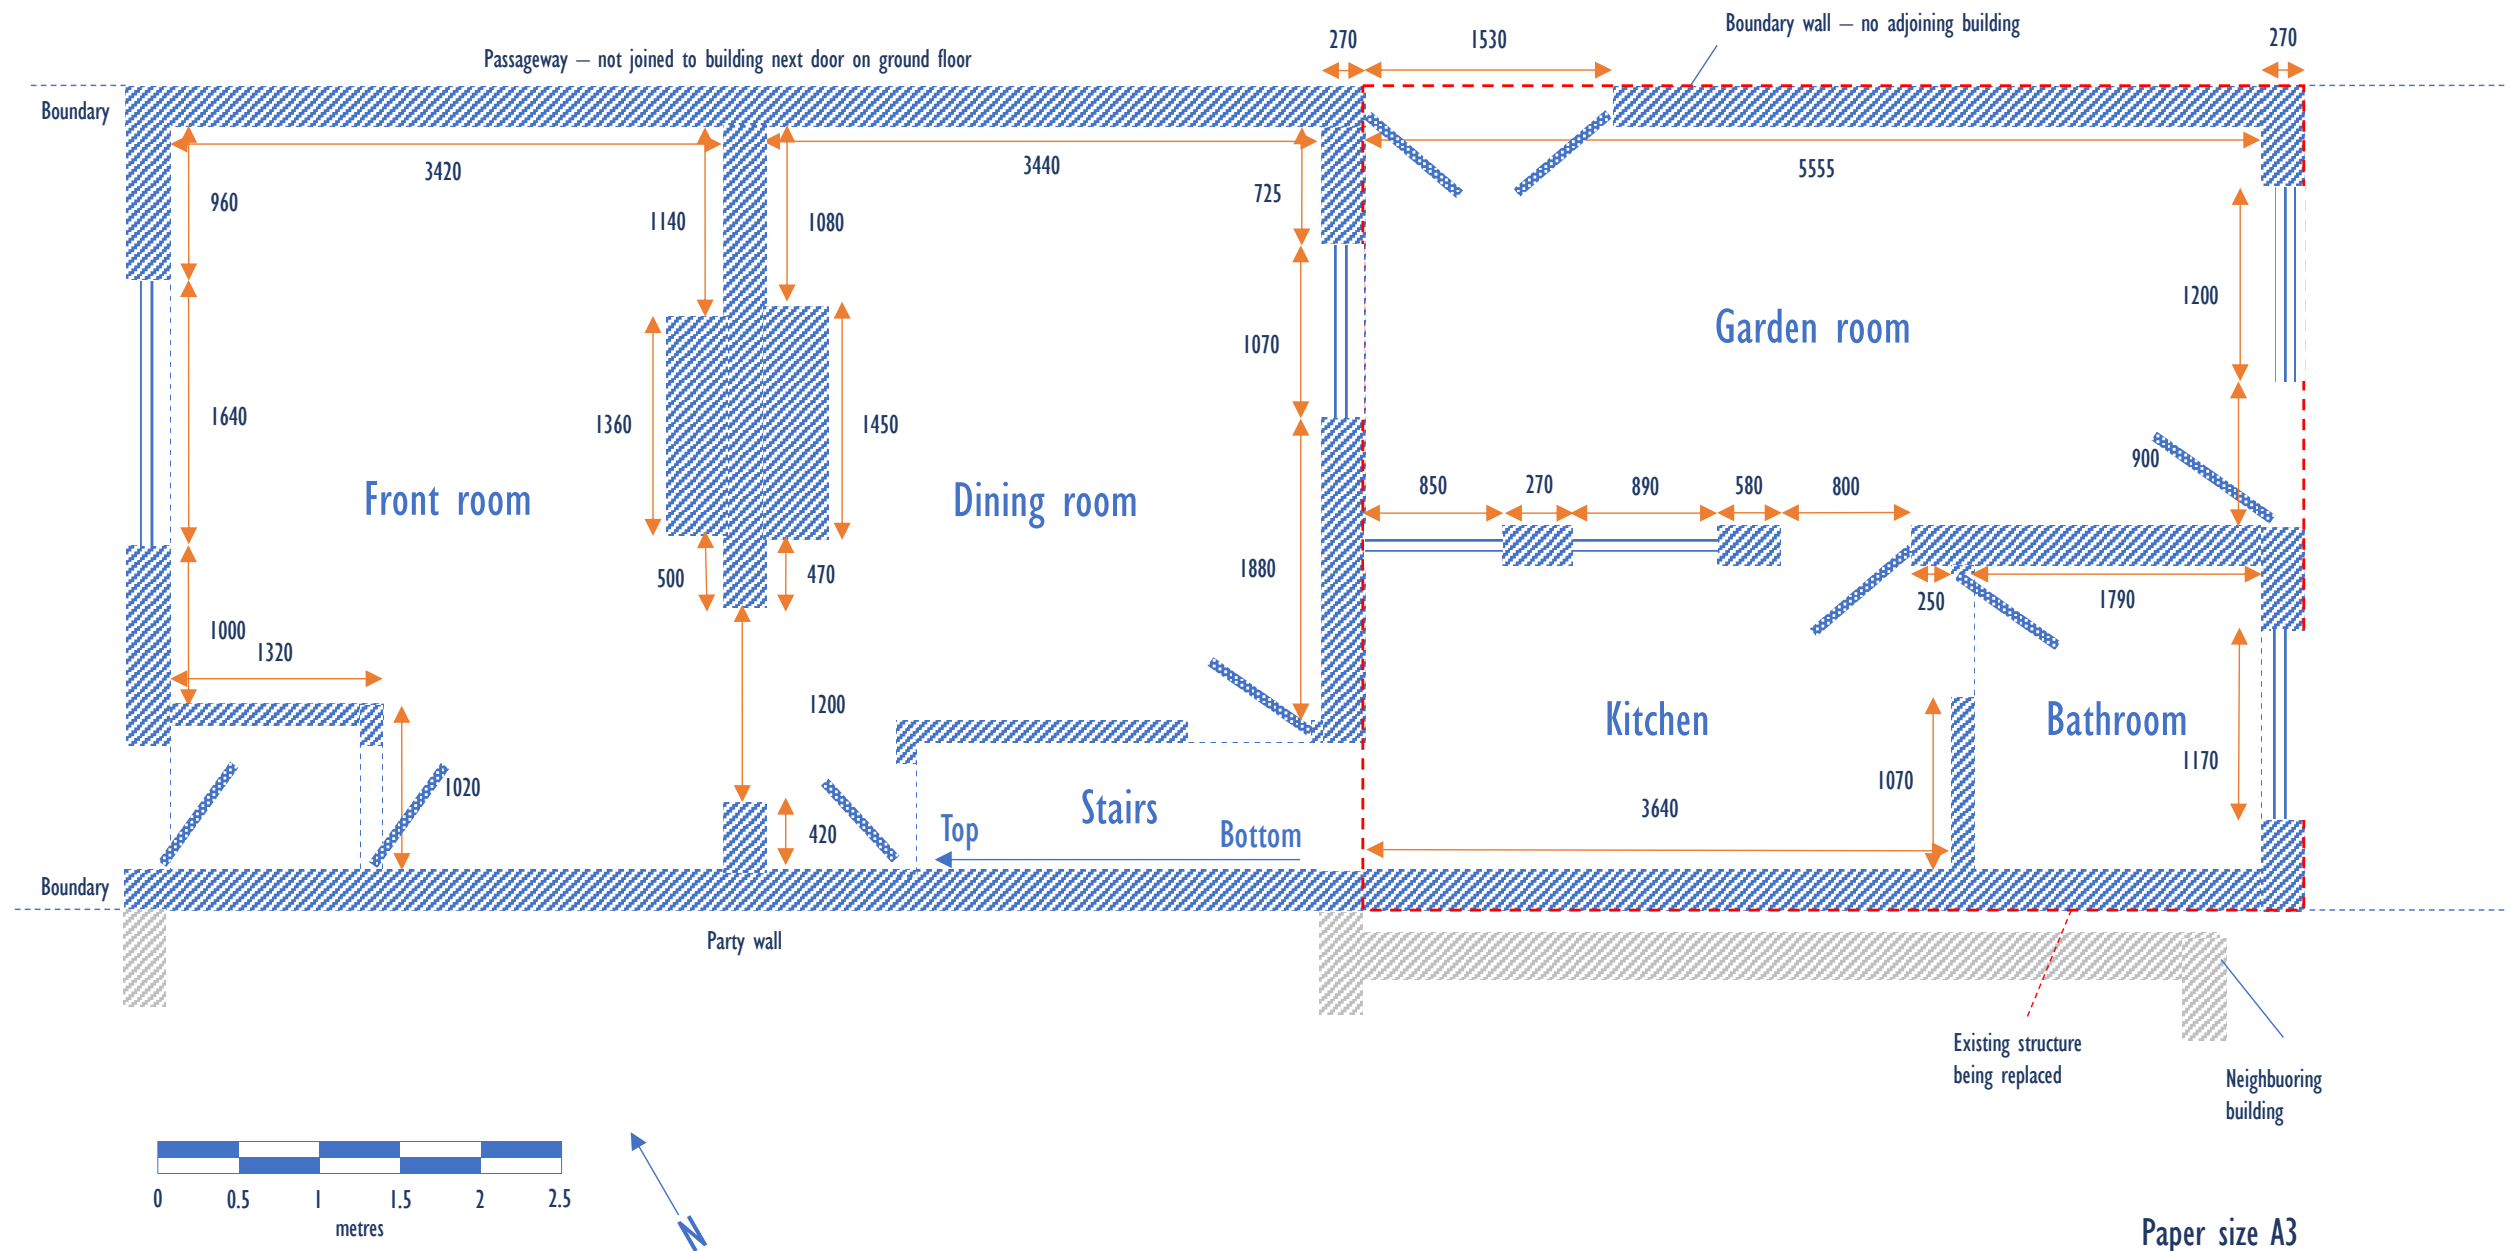 Boundary wall – no adjoining building
270
1530
270
Passageway – not joined to building next door on ground floor
Boundary
3420
3440
5555
960
1140
1080
725
1200
Garden room
1070
1640
1360
1450
900
Front room
Dining room
850
270
890
580
800
500
470
1880
250
1790
1000
1320
1200
Kitchen
Bathroom
1170
1020
1070
Stairs
3640
Top
Bottom
420
Boundary
Party wall
Existing structure
being replaced
Neighbuoring
building
0
0.5
1
1.5
2
2.5
metres
N
Paper size A3